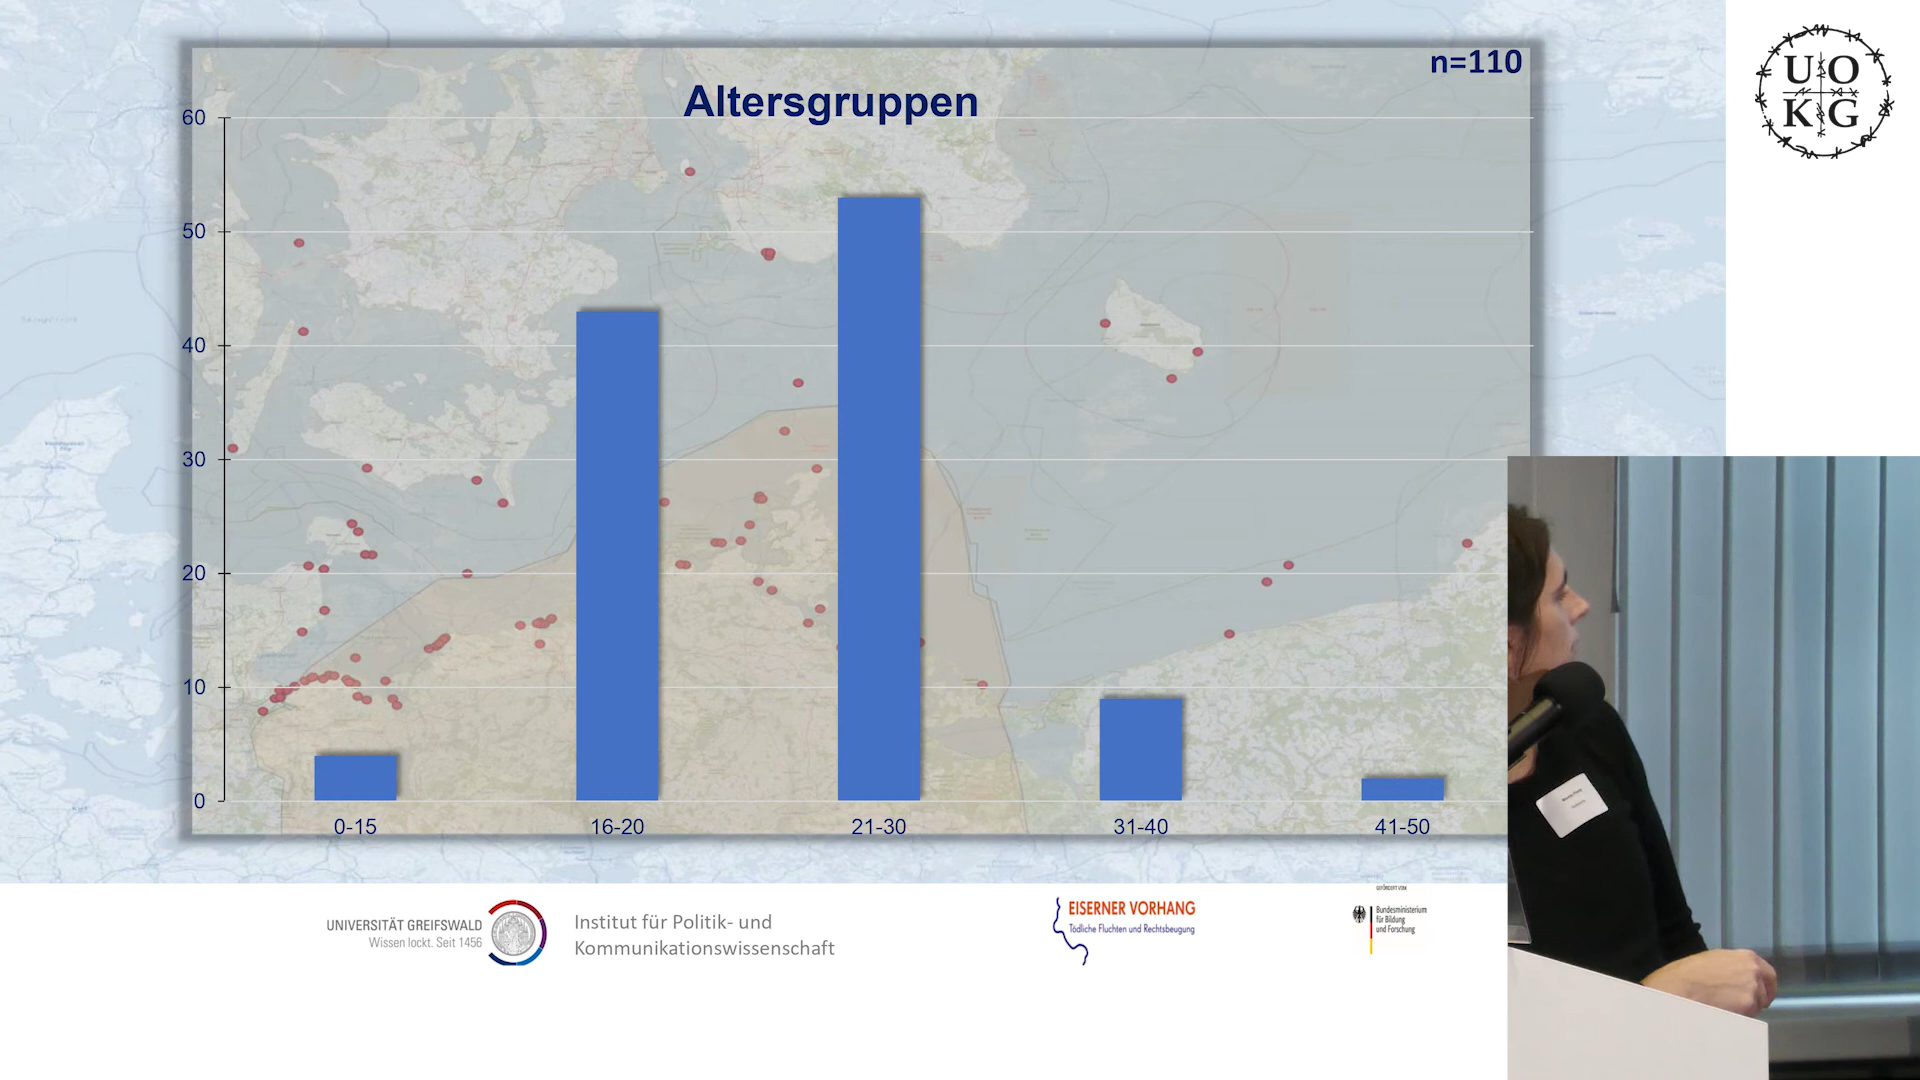 n=110
Altersgruppen
60
50
40
30
20
10
0
0-15
16-20
21-30
31-40
41-50
UO
KG
UNIVERSITÄT GREIFSWALD
Wissen lockt. Seit 1456
Institut für Politik- und
Kommunikationswissenschaft
EISERNER VORHANG
Tödliche Fluchten und Rechtsbeugung
GEFÖRDERT VOM
Bundesministerium
für Bildung
und Forschung